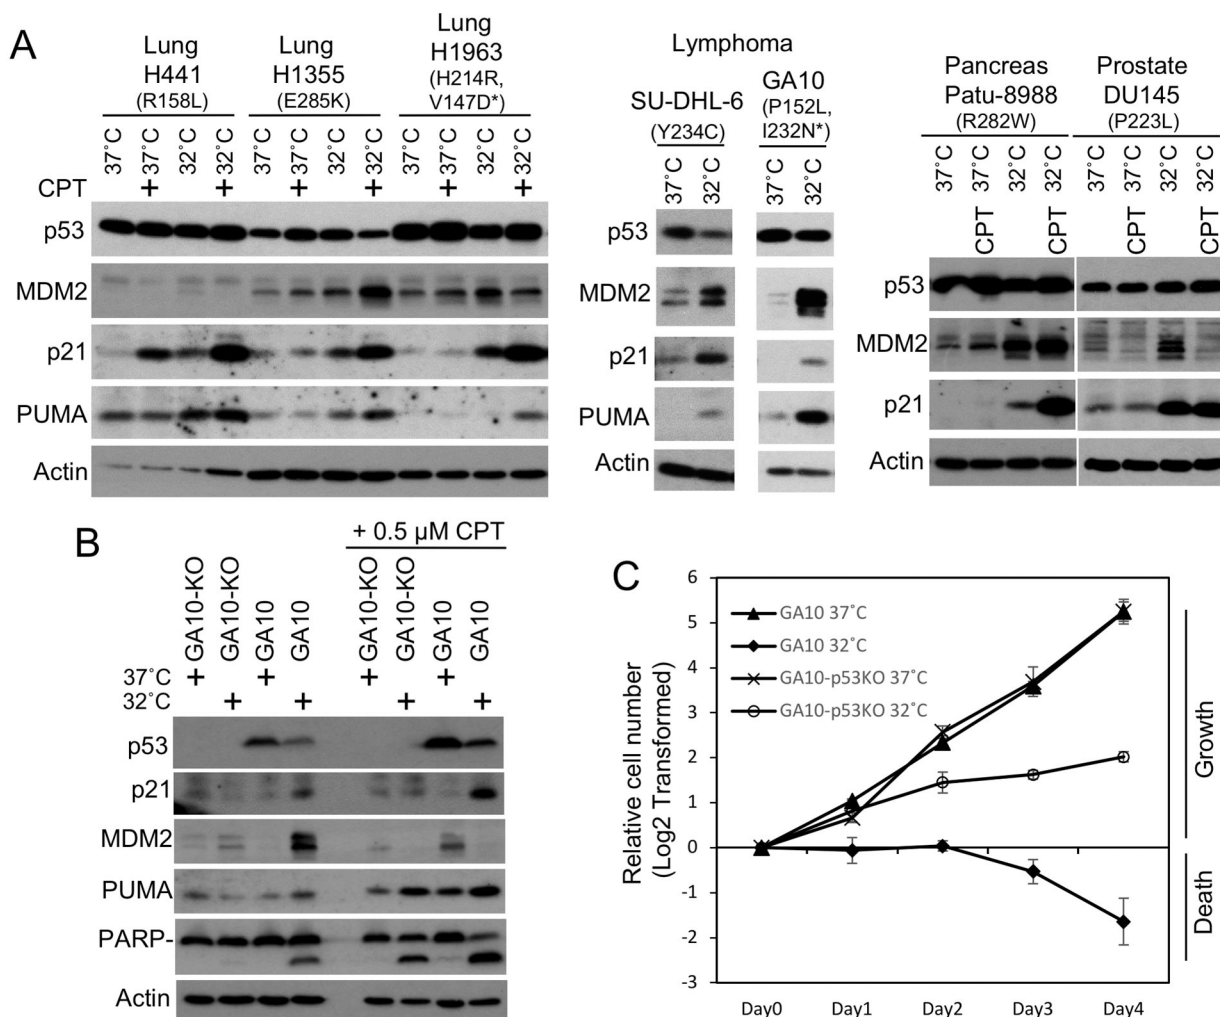 A
Lung
H441
(R158L)
Lung
H1355
(E285K)
Lung
H1963
(H214R,
V147D*)
37˚C
37˚C
32˚C
32˚C
37˚C
37˚C
32˚C
32˚C
37˚C
37˚C
32˚C
32˚C
CPT + + + + + +
p53
MDM2
p21
PUMA
Actin
Lymphoma
SU-DHL-6
(Y234C)
GA10
(P152L,
I232N*)
37˚C
32˚C
37˚C
32˚C
p53
MDM2
p21
PUMA
Actin
Pancreas
Patu-8988
(R282W)
Prostate
DU145
(P223L)
37˚C
37˚C
32˚C
32˚C
37˚C
37˚C
32˚C
32˚C
CPT
CPT
CPT
CPT
p53
MDM2
p21
Actin
B
+ 0.5 µM CPT
GA10-KO
GA10-KO
GA10
GA10
GA10-KO
GA10-KO
GA10
GA10
37˚C + + + +
32˚C + + + +
p53
p21
MDM2
PUMA
PARP-
Actin
C
Relative cell number
(Log2 Transformed)
6
5
4
3
2
1
0
-1
-2
-3
GA10 37˚C
GA10 32˚C
GA10-p53KO 37˚C
GA10-p53KO 32˚C
Day0 Day1 Day2 Day3 Day4
Growth
Death